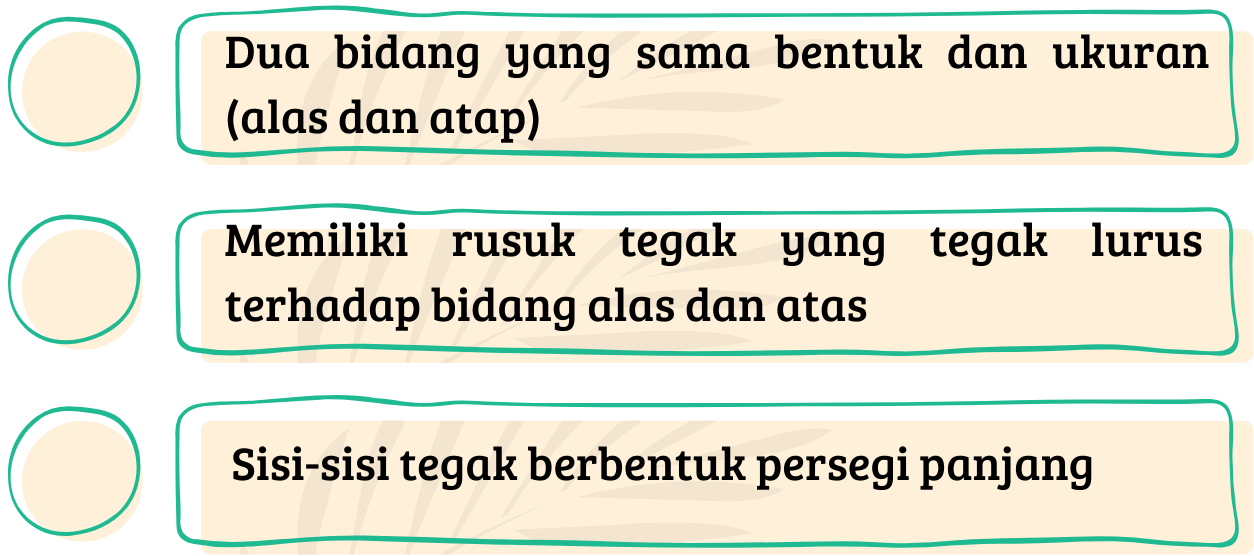 Dua bidang yang sama bentuk dan ukuran
(alas dan atap)
Memiliki rusuk tegak yang tegak lurus
terhadap bidang alas dan atas
Sisi-sisi tegak berbentuk persegi panjang